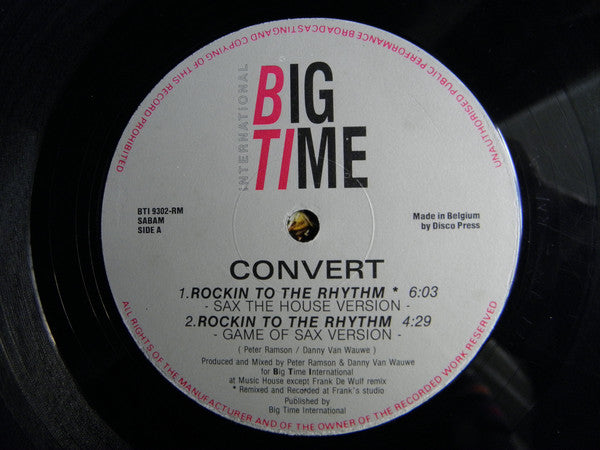 UNAUTHORISED PUBLIC PERFORMANCE BROADCASTING AND COPYING OF THIS RECORD PROHIBITED
INTERNATIONAL
BIG
TIME
BTI 9302-RM
SABAM
SIDE A
Made in Belgium
by Disco Press
CONVERT
1.ROCKIN TO THE RHYTHM * 6:03
- SAX THE HOUSE VERSION -
2.ROCKIN TO THE RHYTHM 4:29
- GAME OF SAX VERSION -
( Peter Ramson / Danny Van Wauwe )
Produced and Mixed by Peter Ramson & Danny Van Wauwe
for Big Time International
at Music House except Frank De Wulf remix
* Remixed and Recorded at Frank's studio
Published by
Big Time International
ALL RIGHTS OF THE MANUFACTURER AND OF THE OWNER OF THE RECORDED WORK RESERVED